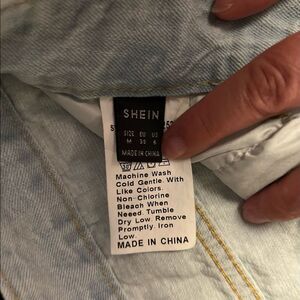 SHEIN
SIZE EU US
M 38 6
MADE IN CHINA
Machine Wash
Cold Gentle. With
Like Colors.
Non-Chlorine
Bleach When
Neeed. Tumble
Dry Low. Remove
Promptly. Iron
Low.
MADE IN CHINA